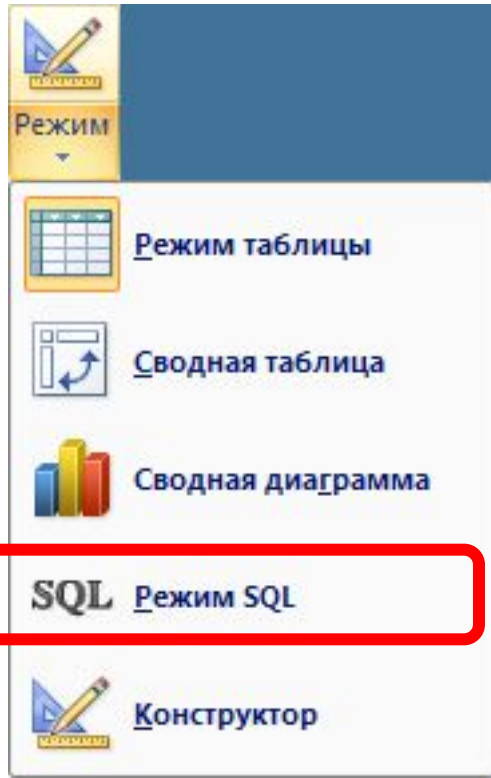 Режим
Режим таблицы
Сводная таблица
Сводная диаграмма
SQL Режим SQL
Конструктор